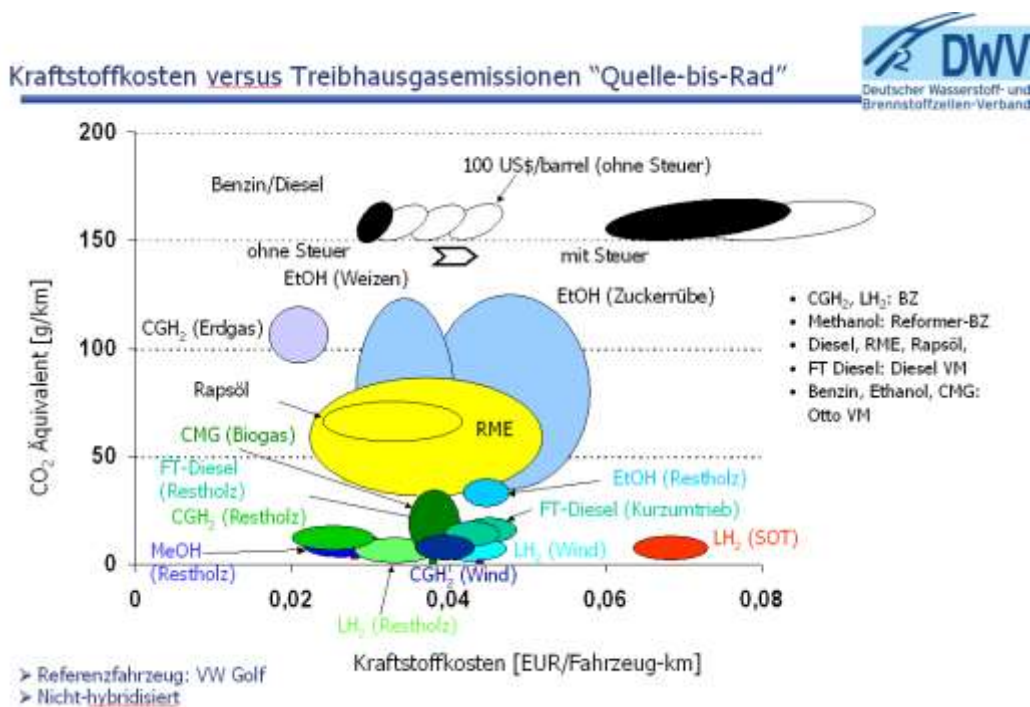 DWV
Deutscher Wasserstoff- und
Brennstoffzellen-Verband
Kraftstoffkosten versus Treibhausgasemissionen "Quelle-bis-Rad"
200
150
100
50
0
CO₂ Äquivalent [g/km]
100 US$/barrel (ohne Steuer)
Benzin/Diesel
ohne Steuer
mit Steuer
EtOH (Weizen)
EtOH (Zuckerrübe)
CGH₂ (Erdgas)
Rapsöl
RME
CMG (Biogas)
FT-Diesel
(Restholz)
EtOH (Restholz)
CGH₂ (Restholz)
FT-Diesel (Kurzumtrieb)
MeOH
(Restholz)
LH₂ (Wind)
LH₂ (SOT)
CGH₂ (Wind)
LH₂ (Restholz)
0
0,02
0,04
0,06
0,08
Kraftstoffkosten [EUR/Fahrzeug-km]
• CGH₂, LH₂: BZ
• Methanol: Reformer-BZ
• Diesel, RME, Rapsöl,
• FT Diesel: Diesel VM
• Benzin, Ethanol, CMG:
Otto VM
➢ Referenzfahrzeug: VW Golf
➢ Nicht-hybridisiert